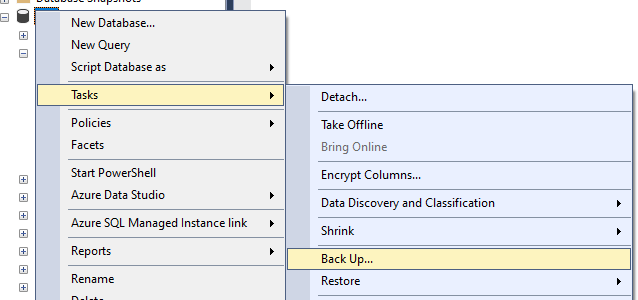 Database Snapshots
New Database...
New Query
Script Database as
Tasks
Policies
Facets
Start PowerShell
Azure Data Studio
Azure SQL Managed Instance link
Reports
Rename
Delete
Detach...
Take Offline
Bring Online
Encrypt Columns...
Data Discovery and Classification
Shrink
Back Up...
Restore